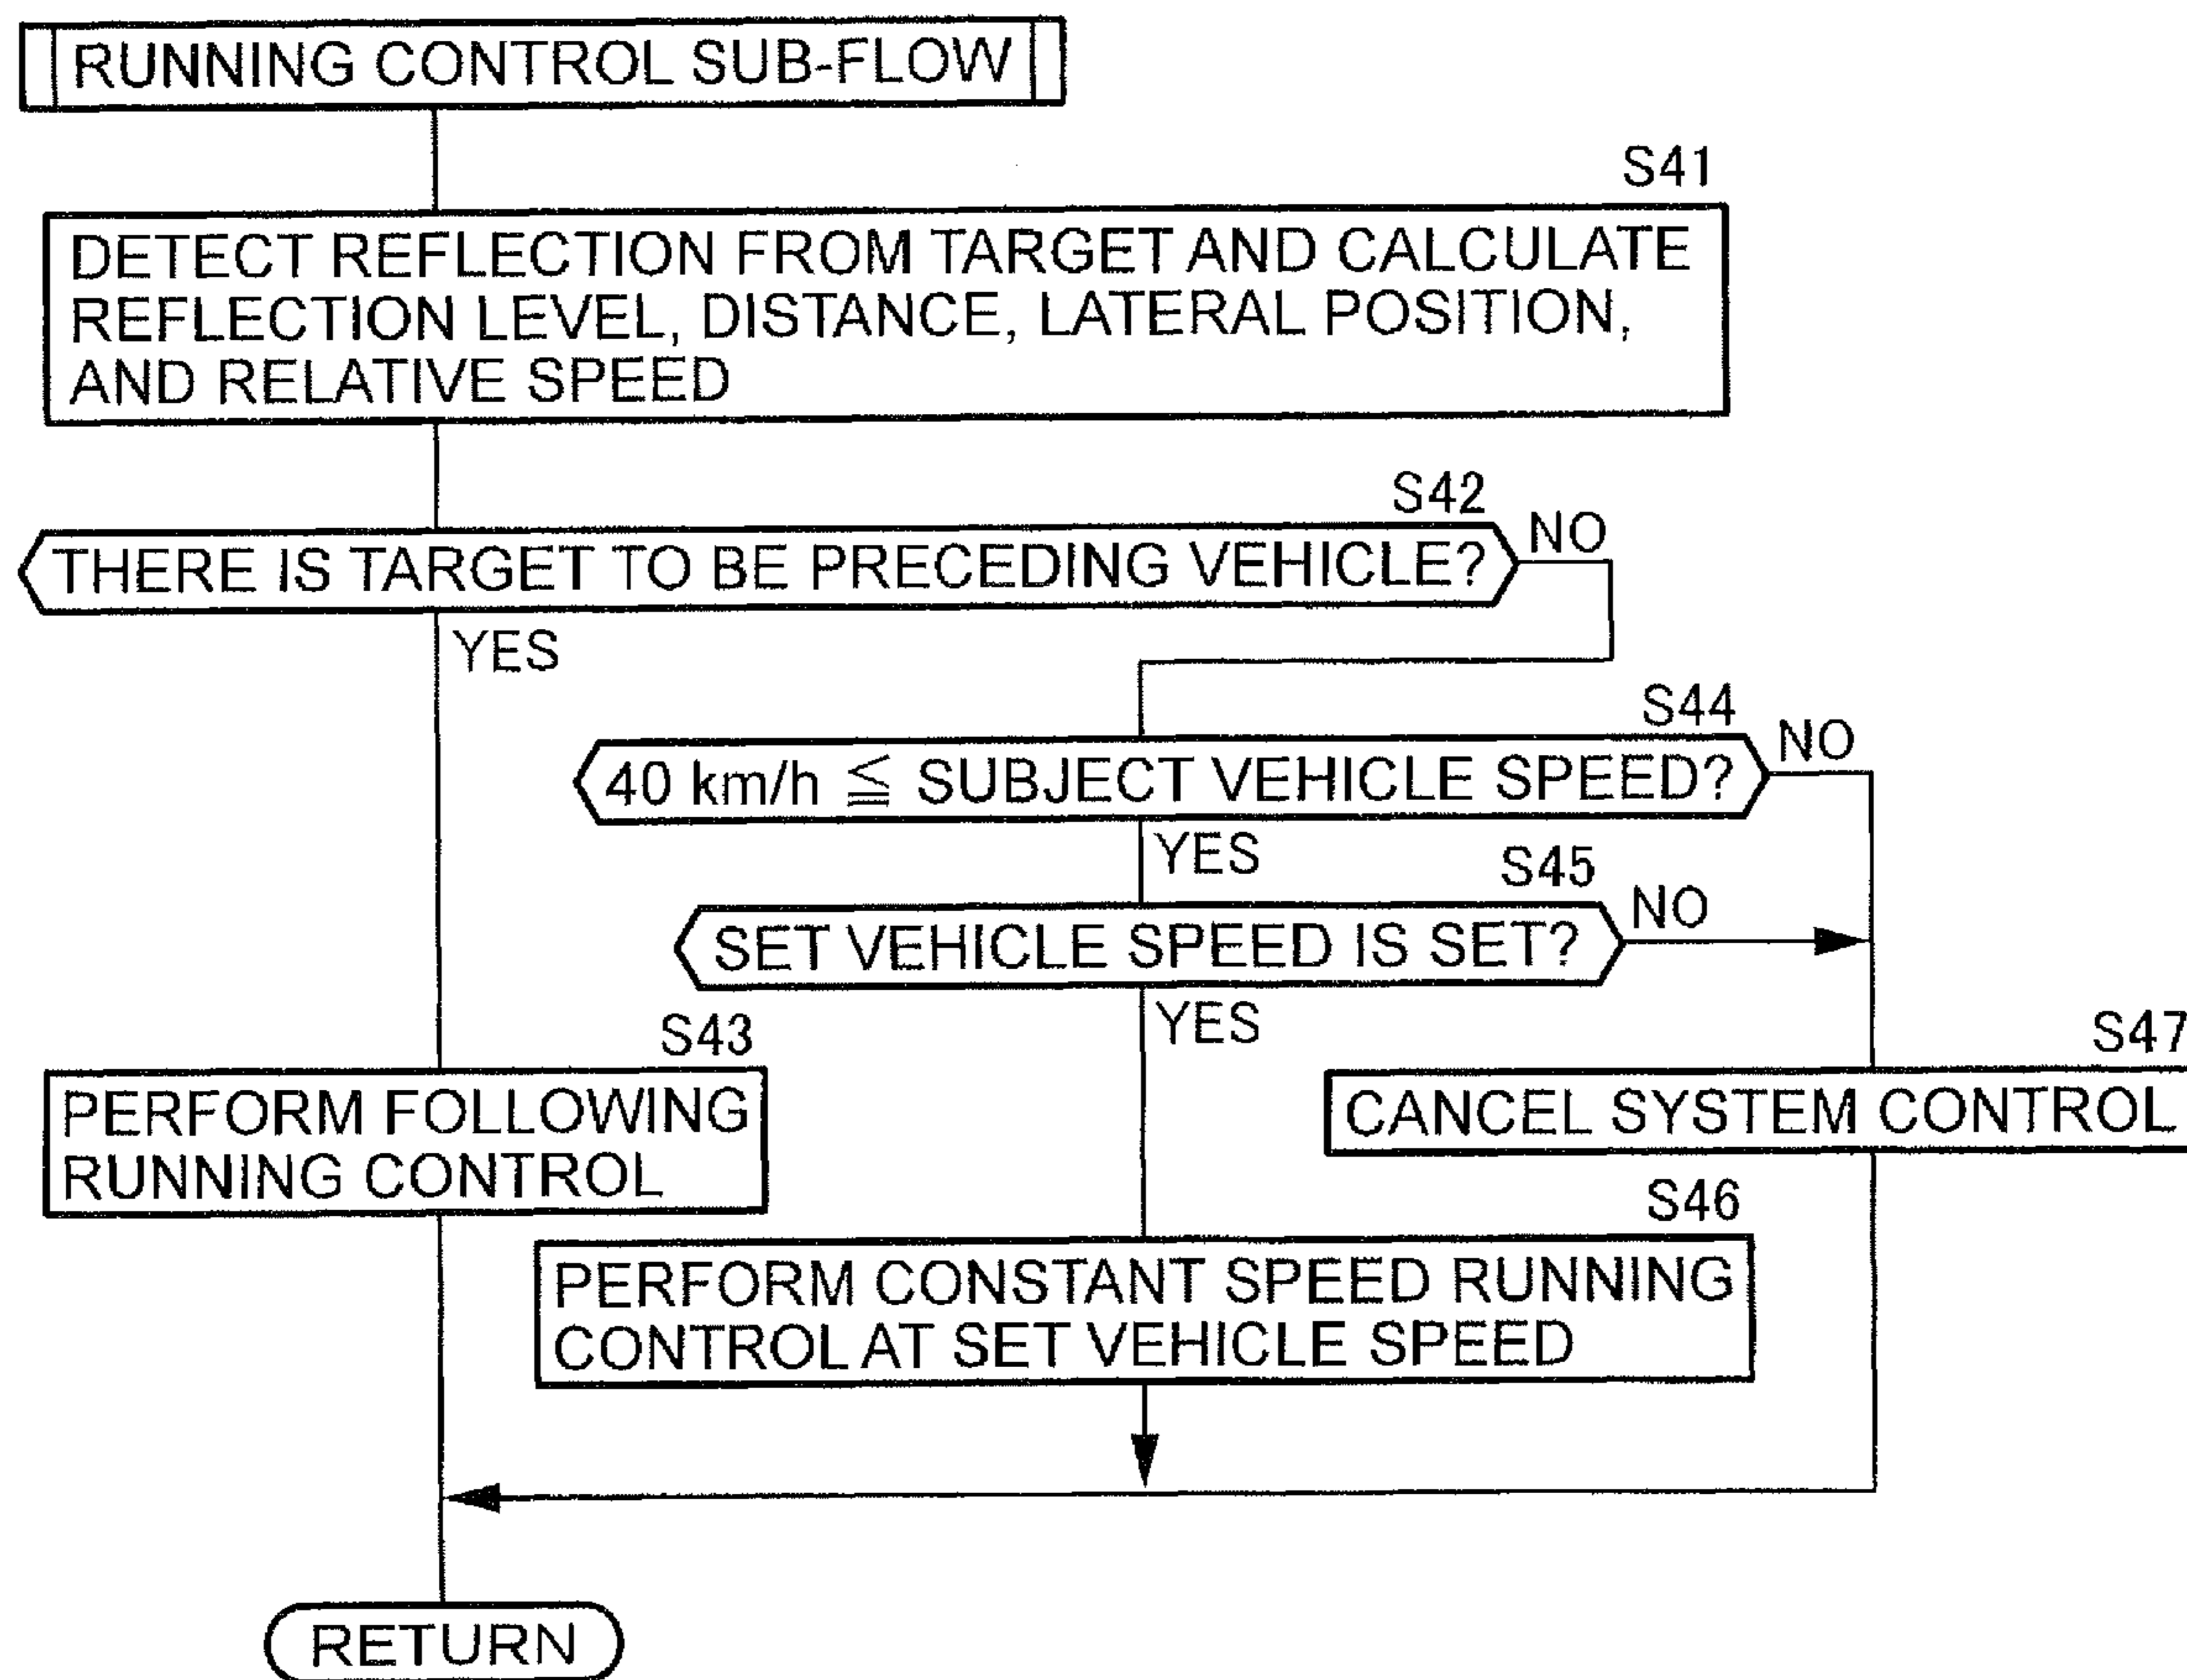 RUNNING CONTROL SUB-FLOW
S41
DETECT REFLECTION FROM TARGET AND CALCULATE
REFLECTION LEVEL, DISTANCE, LATERAL POSITION,
AND RELATIVE SPEED
S42
THERE IS TARGET TO BE PRECEDING VEHICLE?
NO
YES
S44
40 km/h ≦ SUBJECT VEHICLE SPEED?
NO
YES
S45
SET VEHICLE SPEED IS SET?
NO
YES
S43
PERFORM FOLLOWING
RUNNING CONTROL
S47
CANCEL SYSTEM CONTROL
S46
PERFORM CONSTANT SPEED RUNNING
CONTROL AT SET VEHICLE SPEED
RETURN